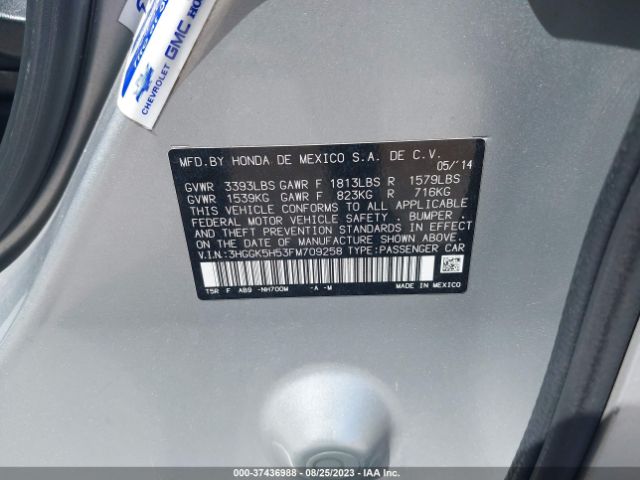 CHEVROLET GMC
MFD.BY HONDA DE MEXICO S.A. DE C.V.
05/'14
GVWR 3393LBS GAWR F 1813LBS R 1579LBS
GVWR 1539KG GAWR F 823KG R 716KG
THIS VEHICLE CONFORMS TO ALL APPLICABLE
FEDERAL MOTOR VEHICLE SAFETY . BUMPER .
AND THEFT PREVENTION STANDARDS IN EFFECT
ON THE DATE OF MANUFACTURE SHOWN ABOVE.
V.I.N:3HGGK5H53FM709258 TYPE:PASSENGER CAR
T5R F AB9 -NH700M -A -M MADE IN MEXICO
000-37436988 - 08/25/2023 - IAA Inc.